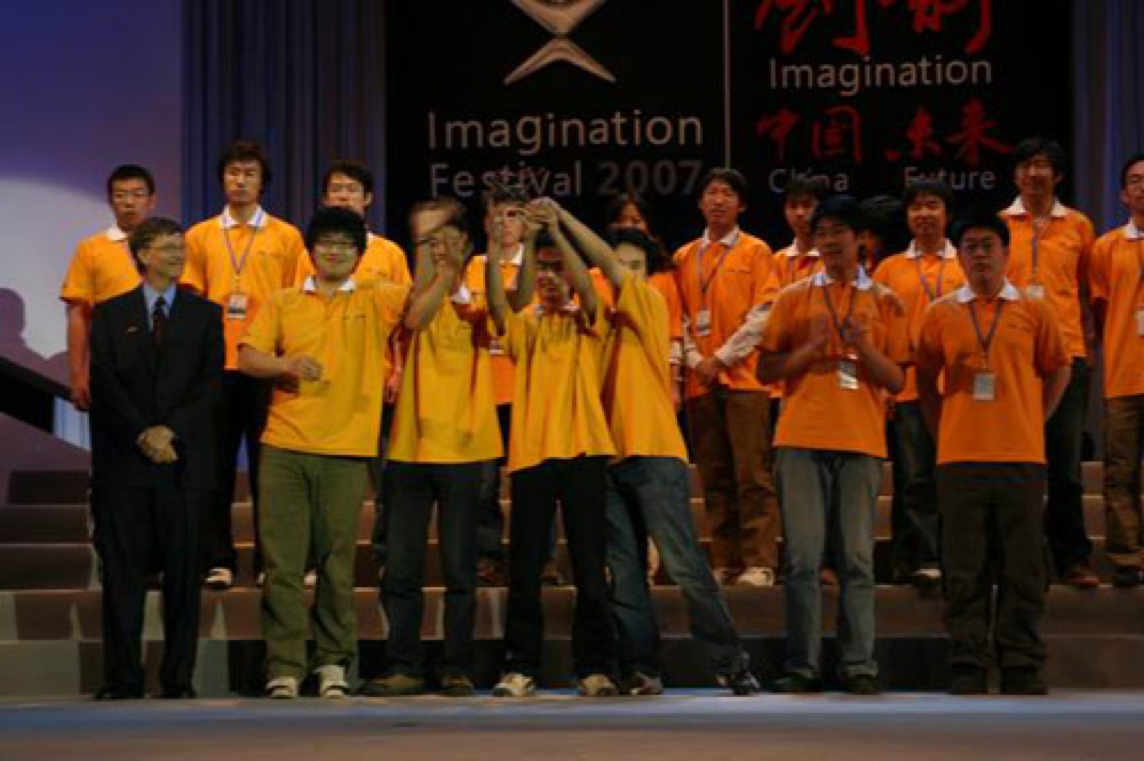 Imagination
Festival 2007
创新
Imagination
中国 未来
China Future